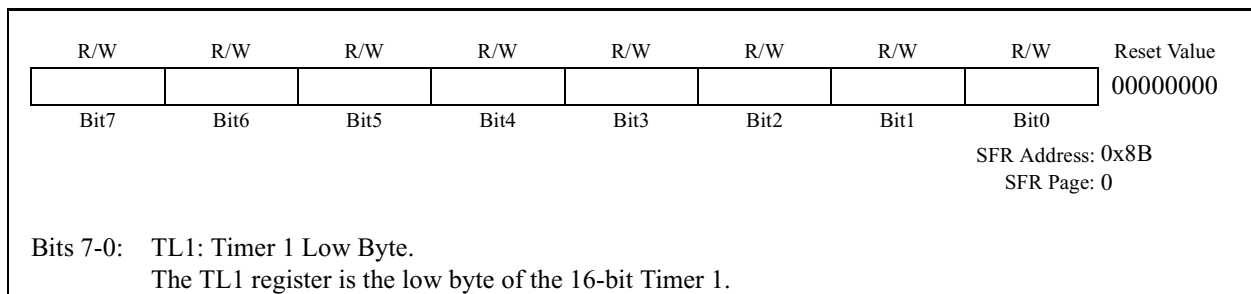 R/W R/W R/W R/W R/W R/W R/W R/W Reset Value
00000000
Bit7 Bit6 Bit5 Bit4 Bit3 Bit2 Bit1 Bit0
SFR Address: 0x8B
SFR Page: 0
Bits 7-0: TL1: Timer 1 Low Byte.
The TL1 register is the low byte of the 16-bit Timer 1.